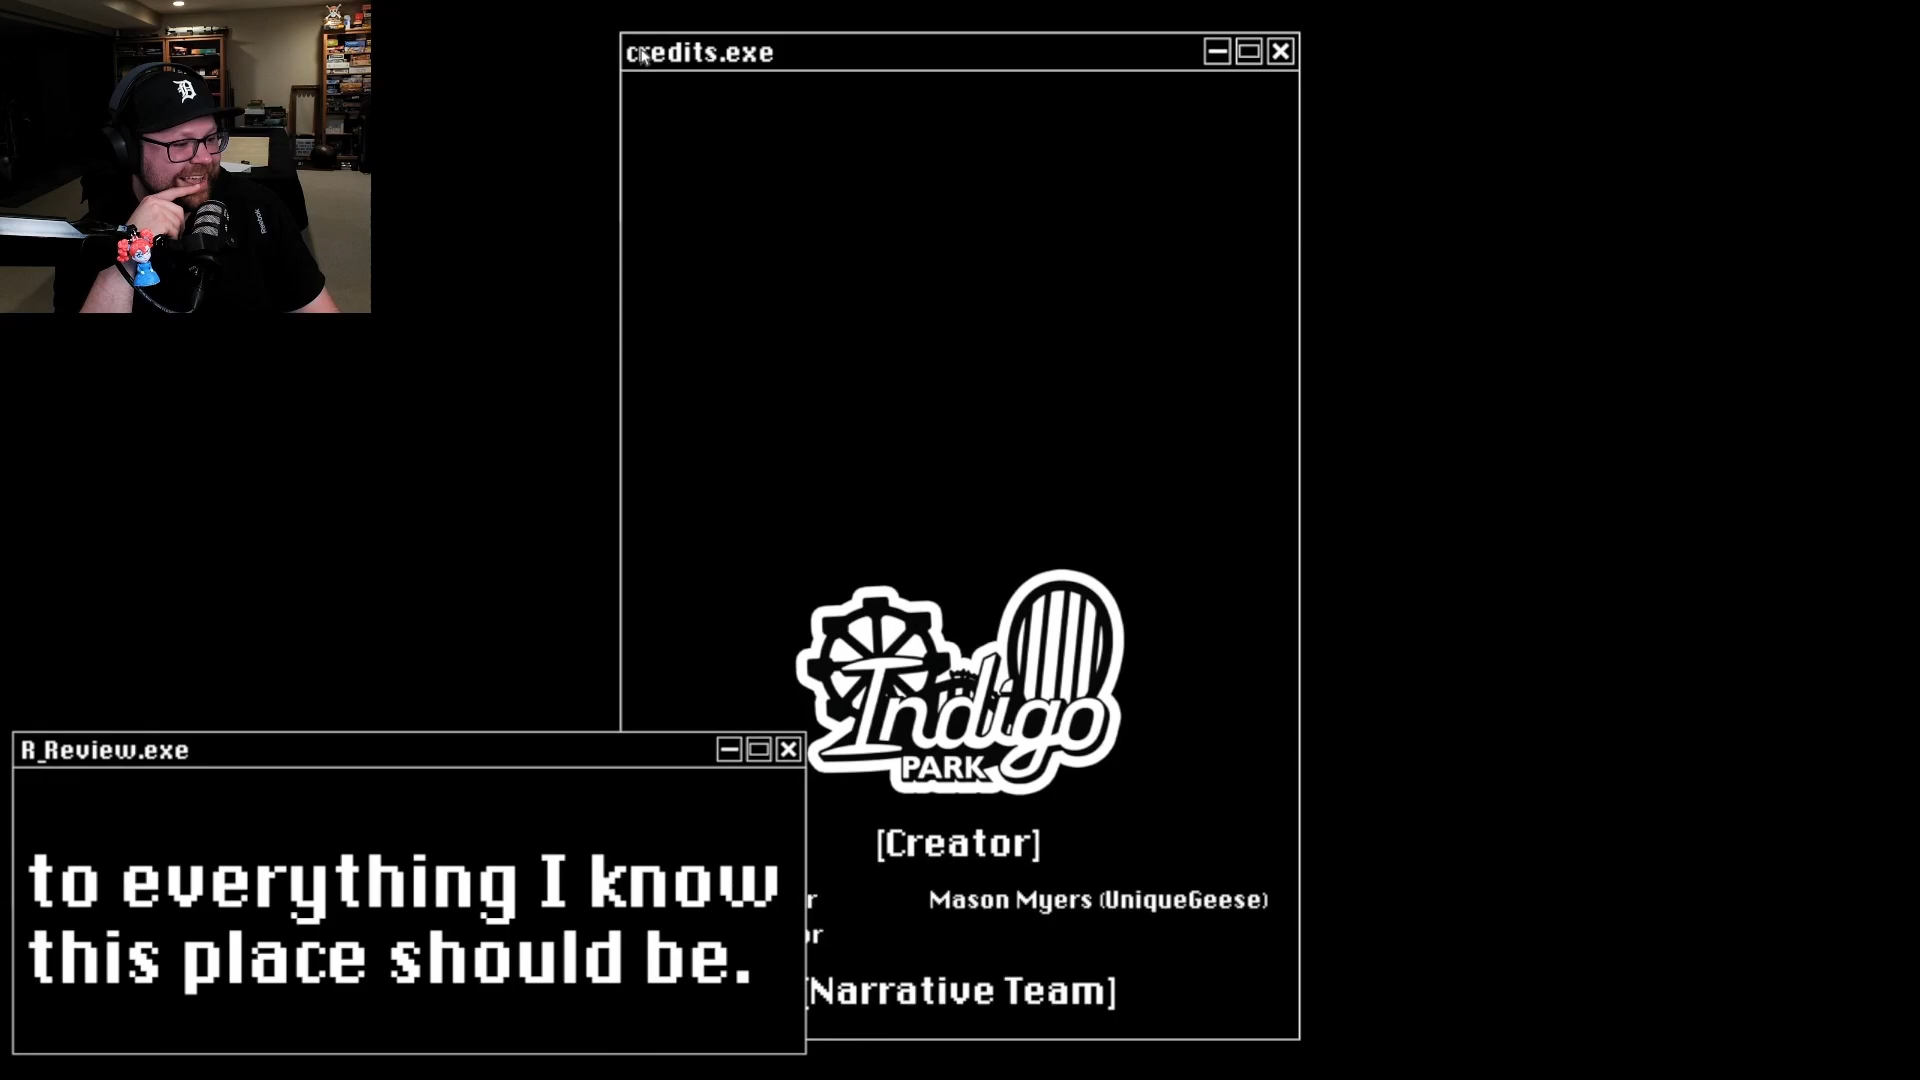 credits.exe
Indigo
PARK
[Creator]
Mason Myers (UniqueGeese)
[Narrative Team]
R_Review.exe
to everything I know
this place should be.
Reebok